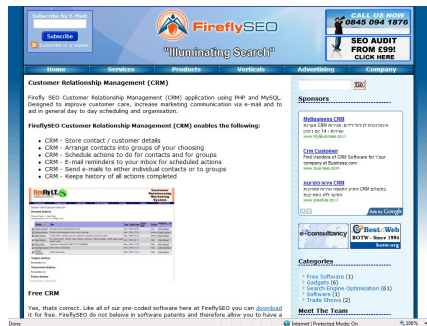 Subscribe by E-Mail:
Subscribe
Subscribe in a reader
FireflySEO
"Illuminating Search"
CALL US NOW
0845 094 1876
SEO AUDIT
FROM £99!
CLICK HERE
Home Services Products Verticals Advertising Company
Customer Relationship Management (CRM)
Firefly SEO Customer Relationship Management (CRM) application using PHP and MySQL.
Designed to improve customer care, increase marketing communication via e-mail and to
aid in general day to day scheduling and organisation.
FireflySEO Customer Relationship Management (CRM) enables the following:
CRM - Store contact / customer details
CRM - Arrange contacts into groups of your choosing
CRM - Schedule actions to do for contacts and for groups
CRM - E-mail reminders to your inbox for scheduled actions
CRM - Send e-mails to either individual contacts or to groups
CRM - Keeps history of all actions completed
Firefly I.T.
Customer
Relationship
Operating
System
Free CRM
Yes, thats correct. Like all of our pre-coded software here at FireflySEO you can download
it for free. FireflySEO do not beleive in software patents and therefore allow you to have a
Sponsors
MyBusiness CRM
Crm Customer
Find Vendors of CRM Software for Your
company at Business.com
www.business.com
Ads by Google
e-consultancy
Best of Web
BOTW - Since 1994
botw.org
Categories
Free Software (1)
Gadgets (6)
Search Engine Optimisation (61)
Software (1)
Trade Shows (2)
Meet The Team
Done
Internet | Protected Mode: On
100%